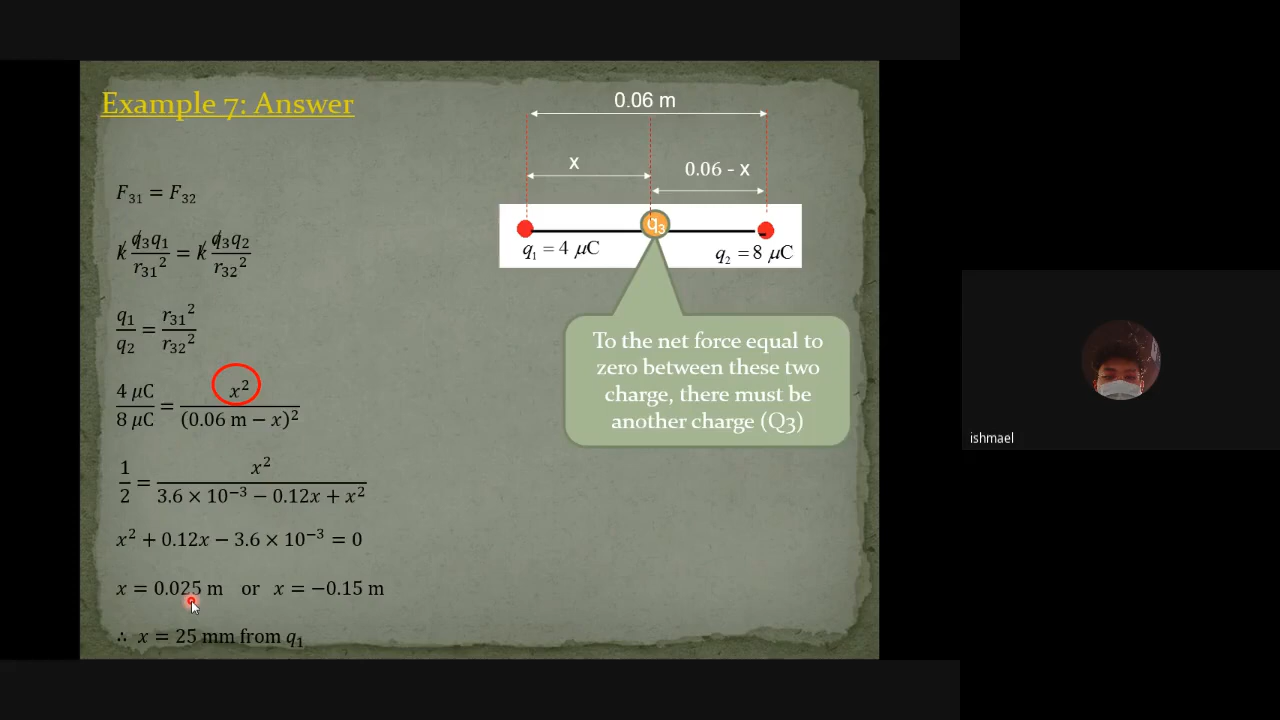 Example 7: Answer
0.06 m
x
0.06 - x
q₃
q₁ = 4 μC
q₂ = 8 μC
F₃₁ = F₃₂
k q₃q₁/r₃₁² = k q₃q₂/r₃₂²
q₁/q₂ = r₃₁²/r₃₂²
4 μC/8 μC = x²/(0.06 m − x)²
1/2 = x²/3.6 × 10⁻³ − 0.12x + x²
x² + 0.12x − 3.6 × 10⁻³ = 0
x = 0.025 m or x = −0.15 m
∴ x = 25 mm from q₁
To the net force equal to
zero between these two
charge, there must be
another charge (Q3)
ishmael